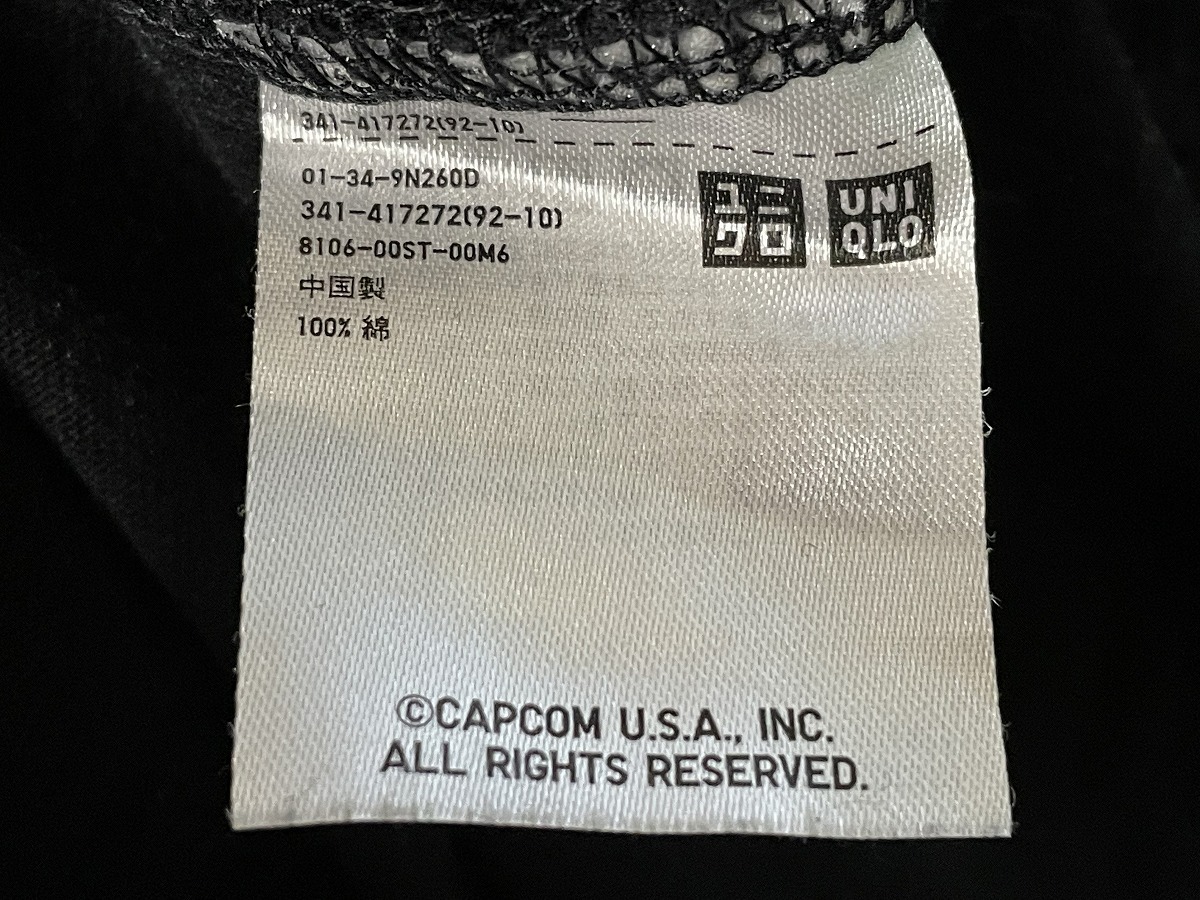 341-417272(92-10)
01-34-9N260D
341-417272(92-10)
8106-00ST-00M6
中国製
100% 綿
ユニ
クロ
UNI
QLO
©CAPCOM U.S.A., INC.
ALL RIGHTS RESERVED.